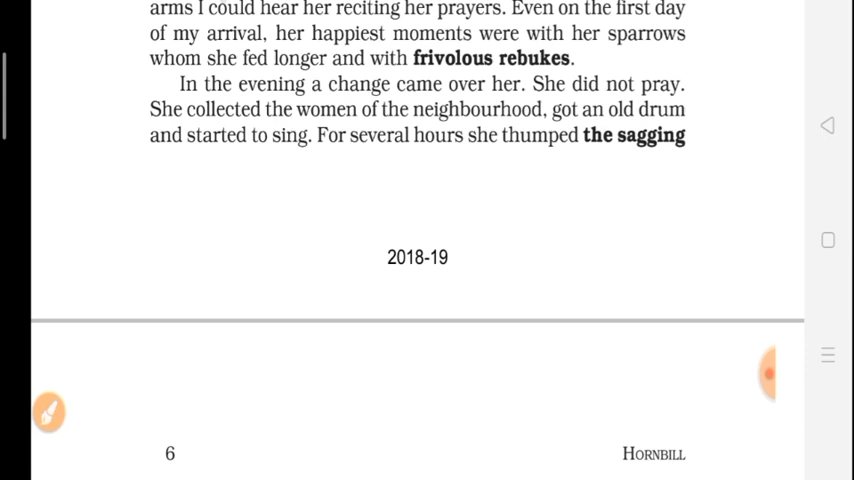 arms I could hear her reciting her prayers. Even on the first day
of my arrival, her happiest moments were with her sparrows
whom she fed longer and with frivolous rebukes.
In the evening a change came over her. She did not pray.
She collected the women of the neighbourhood, got an old drum
and started to sing. For several hours she thumped the sagging
2018-19
6 HORNBILL